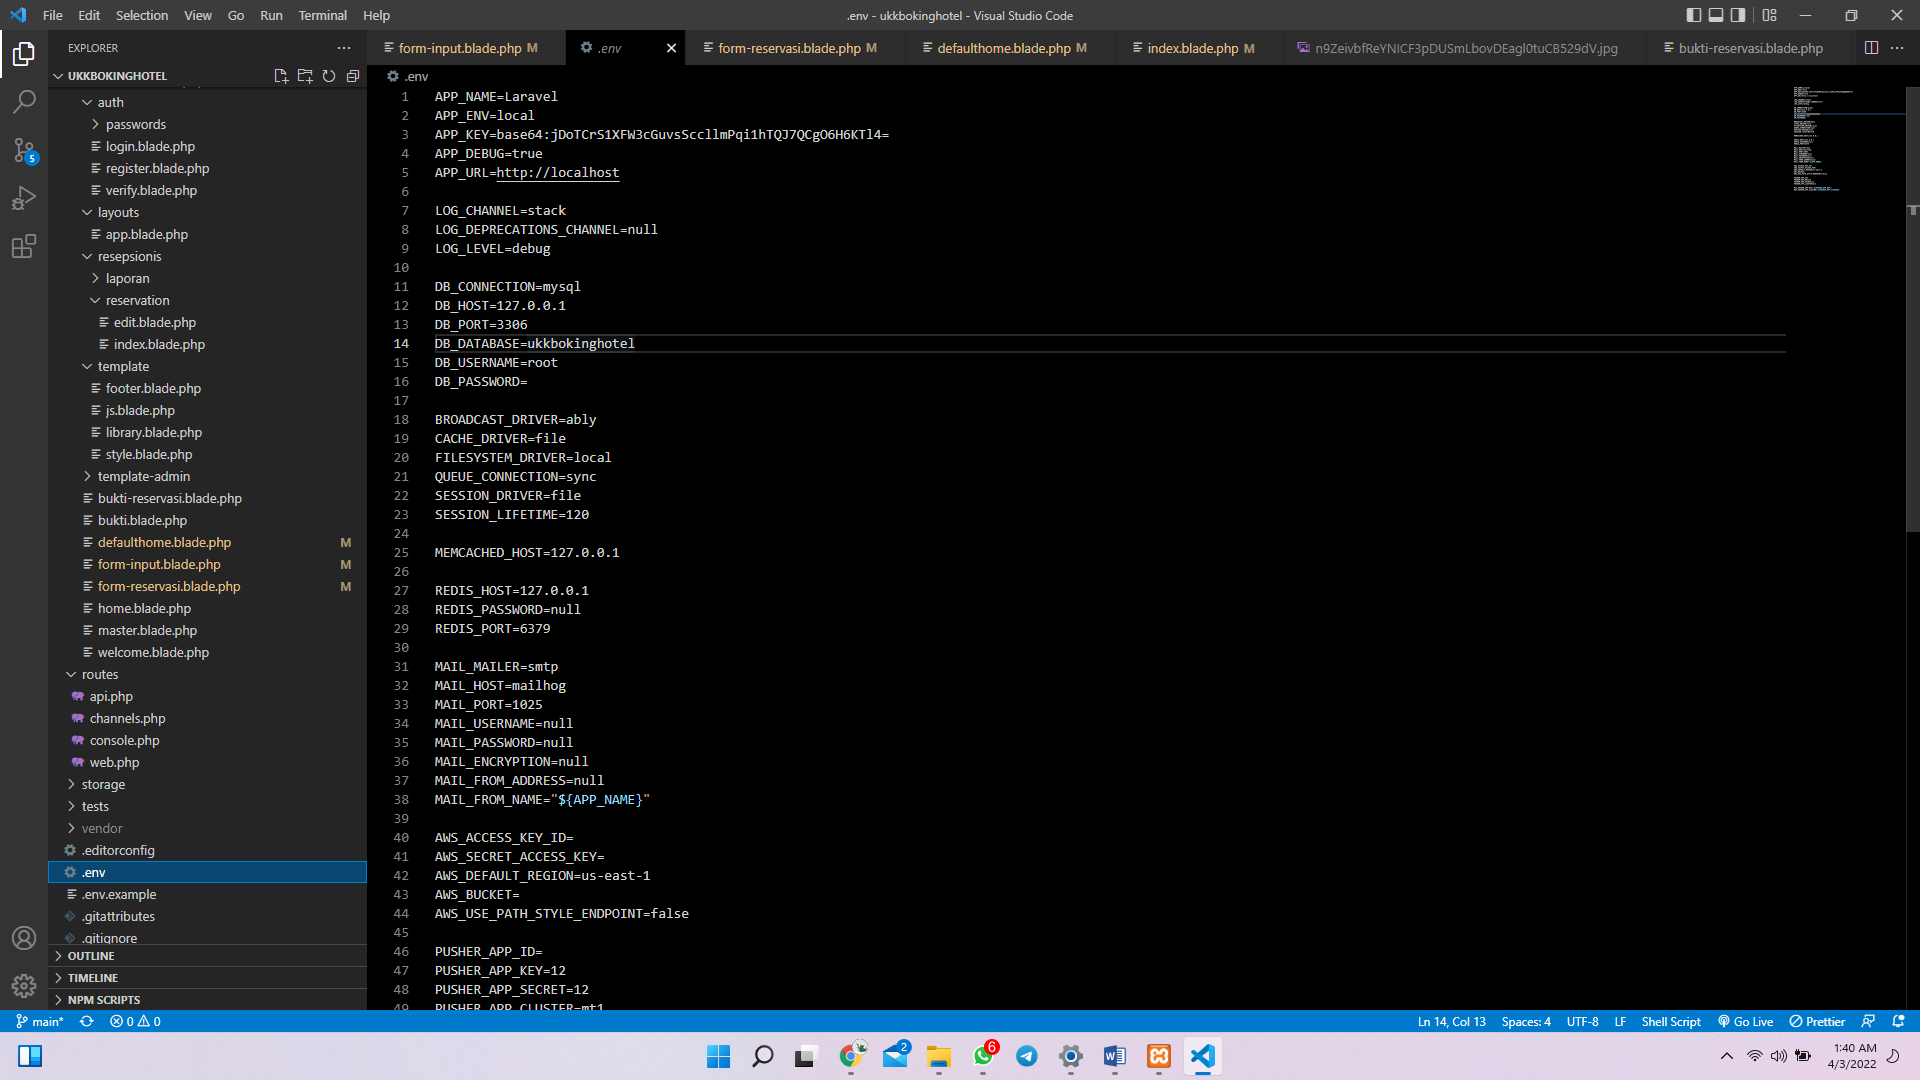 File Edit Selection View Go Run Terminal Help
.env - ukkbokinghotel - Visual Studio Code
EXPLORER
form-input.blade.php M
.env
form-reservasi.blade.php M
defaulthome.blade.php M
index.blade.php M
n9ZeivbfReYNICF3pDUSmLbovDEagl0tuCB529dV.jpg
bukti-reservasi.blade.php
UKKBOKINGHOTEL
auth
passwords
login.blade.php
register.blade.php
verify.blade.php
layouts
app.blade.php
resepsionis
laporan
reservation
edit.blade.php
index.blade.php
template
footer.blade.php
js.blade.php
library.blade.php
style.blade.php
template-admin
bukti-reservasi.blade.php
bukti.blade.php
defaulthome.blade.php M
form-input.blade.php M
form-reservasi.blade.php M
home.blade.php
master.blade.php
welcome.blade.php
routes
api.php
channels.php
console.php
web.php
storage
tests
vendor
.editorconfig
.env
.env.example
.gitattributes
.gitignore
OUTLINE
TIMELINE
NPM SCRIPTS
5
.env
1 APP_NAME=Laravel
2 APP_ENV=local
3 APP_KEY=base64:jDoTCrS1XFW3cGuvsSccllmPqi1hTQJ7QCgO6H6KTl4=
4 APP_DEBUG=true
5 APP_URL=http://localhost
6
7 LOG_CHANNEL=stack
8 LOG_DEPRECATIONS_CHANNEL=null
9 LOG_LEVEL=debug
10
11 DB_CONNECTION=mysql
12 DB_HOST=127.0.0.1
13 DB_PORT=3306
14 DB_DATABASE=ukkbokinghotel
15 DB_USERNAME=root
16 DB_PASSWORD=
17
18 BROADCAST_DRIVER=ably
19 CACHE_DRIVER=file
20 FILESYSTEM_DRIVER=local
21 QUEUE_CONNECTION=sync
22 SESSION_DRIVER=file
23 SESSION_LIFETIME=120
24
25 MEMCACHED_HOST=127.0.0.1
26
27 REDIS_HOST=127.0.0.1
28 REDIS_PASSWORD=null
29 REDIS_PORT=6379
30
31 MAIL_MAILER=smtp
32 MAIL_HOST=mailhog
33 MAIL_PORT=1025
34 MAIL_USERNAME=null
35 MAIL_PASSWORD=null
36 MAIL_ENCRYPTION=null
37 MAIL_FROM_ADDRESS=null
38 MAIL_FROM_NAME="${APP_NAME}"
39
40 AWS_ACCESS_KEY_ID=
41 AWS_SECRET_ACCESS_KEY=
42 AWS_DEFAULT_REGION=us-east-1
43 AWS_BUCKET=
44 AWS_USE_PATH_STYLE_ENDPOINT=false
45
46 PUSHER_APP_ID=
47 PUSHER_APP_KEY=12
48 PUSHER_APP_SECRET=12
49 PUSHER_APP_CLUSTER=mt1
main* 0 0
Ln 14, Col 13 Spaces: 4 UTF-8 LF Shell Script Go Live Prettier
2
6
1:40 AM
4/3/2022